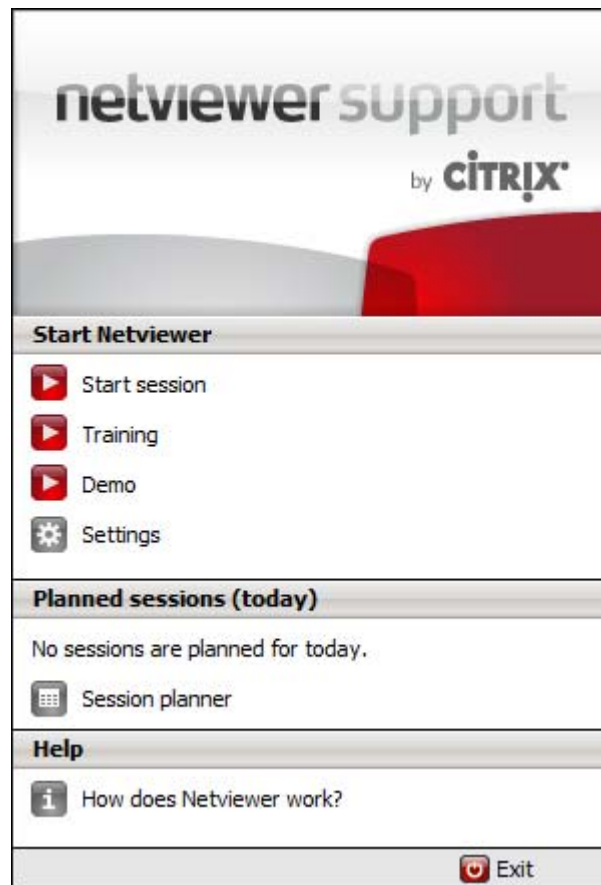 netviewer support
by CITRIX
Start Netviewer
Start session
Training
Demo
Settings
Planned sessions (today)
No sessions are planned for today.
Session planner
Help
How does Netviewer work?
Exit